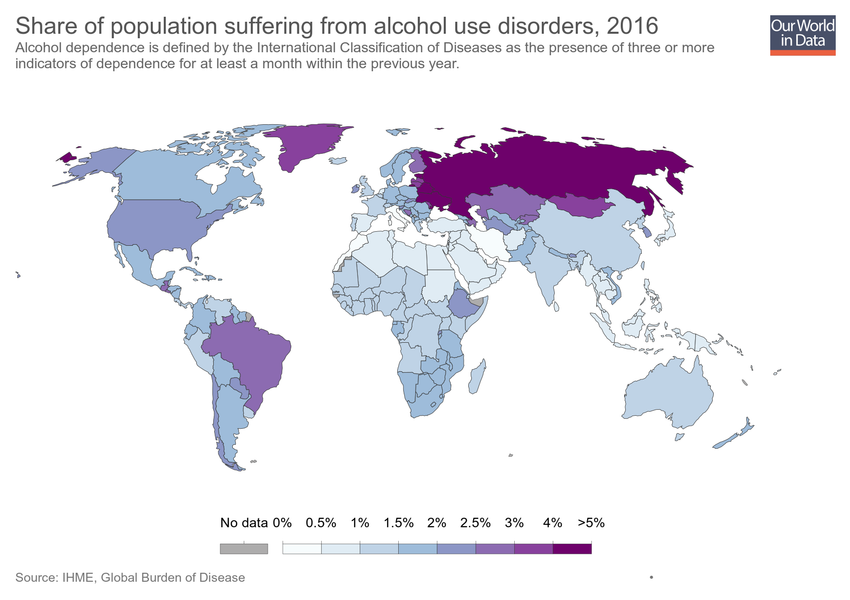 Share of population suffering from alcohol use disorders, 2016
Our World
in Data
Alcohol dependence is defined by the International Classification of Diseases as the presence of three or more
indicators of dependence for at least a month within the previous year.
No data 0% 0.5% 1% 1.5% 2% 2.5% 3% 4% >5%
Source: IHME, Global Burden of Disease